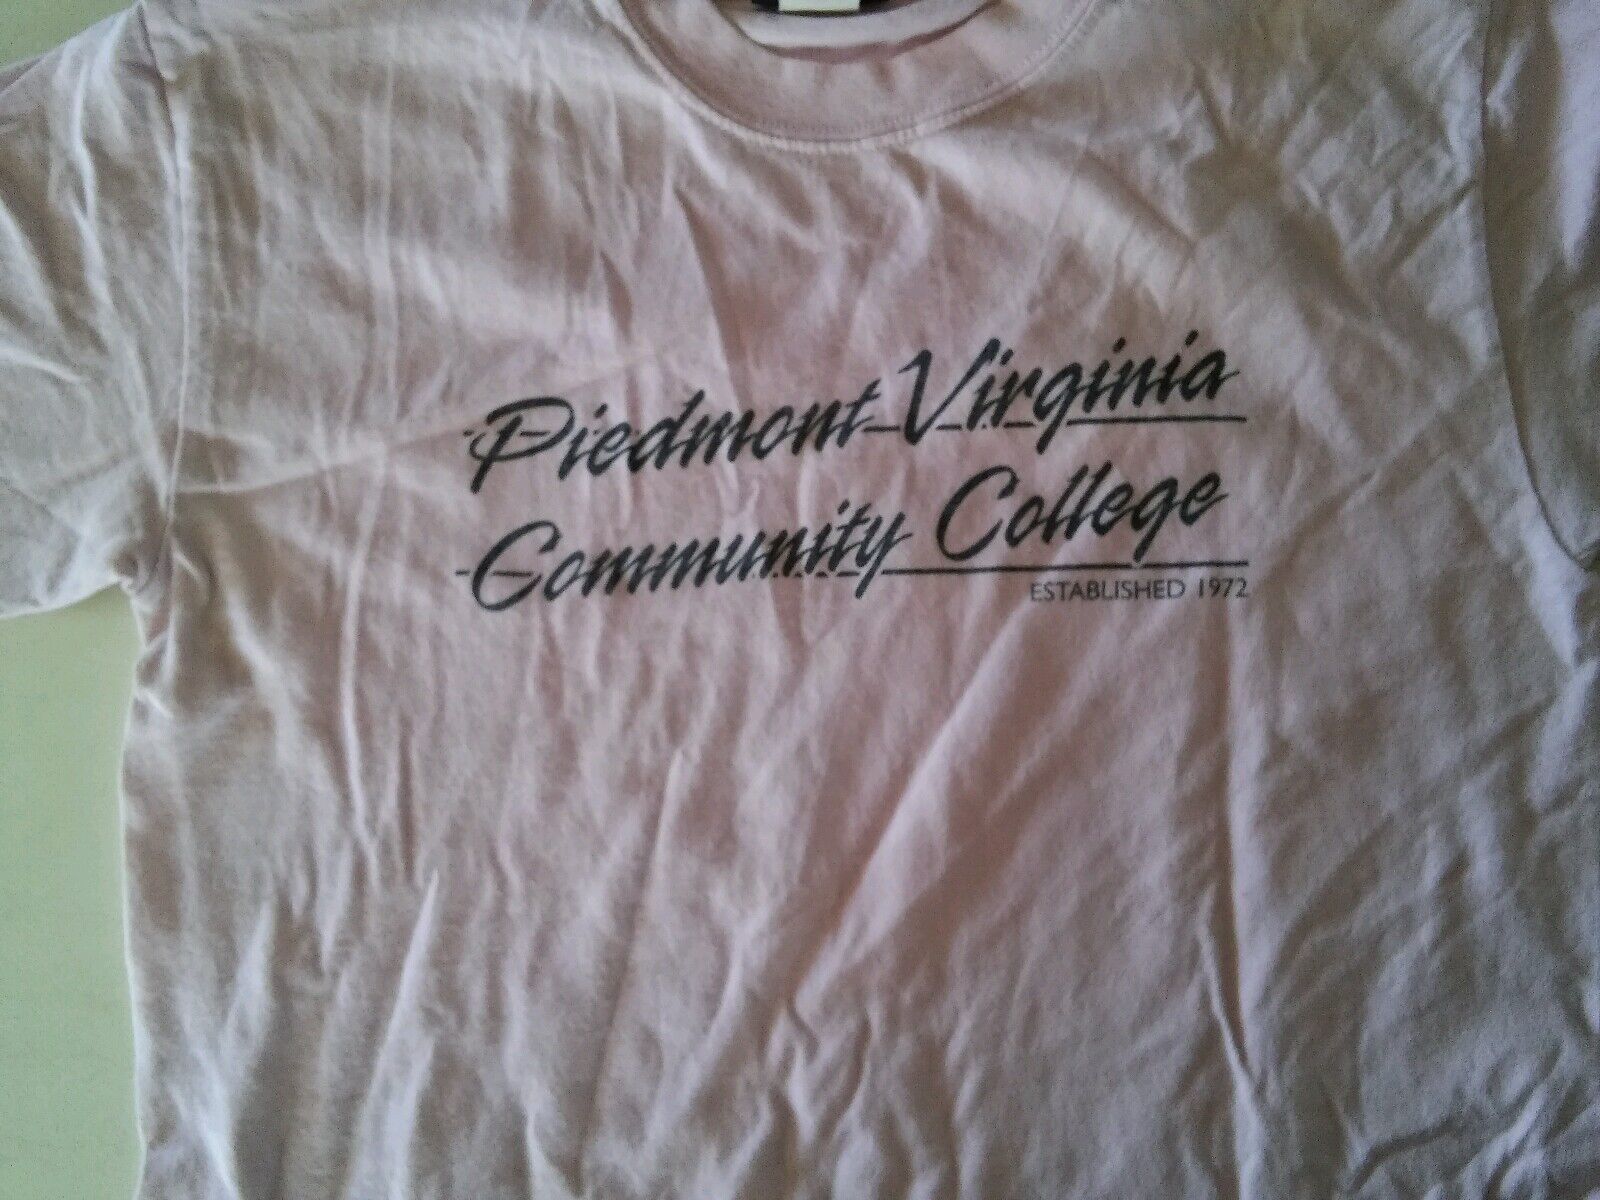 Piedmont Virginia
Community College
ESTABLISHED 1972